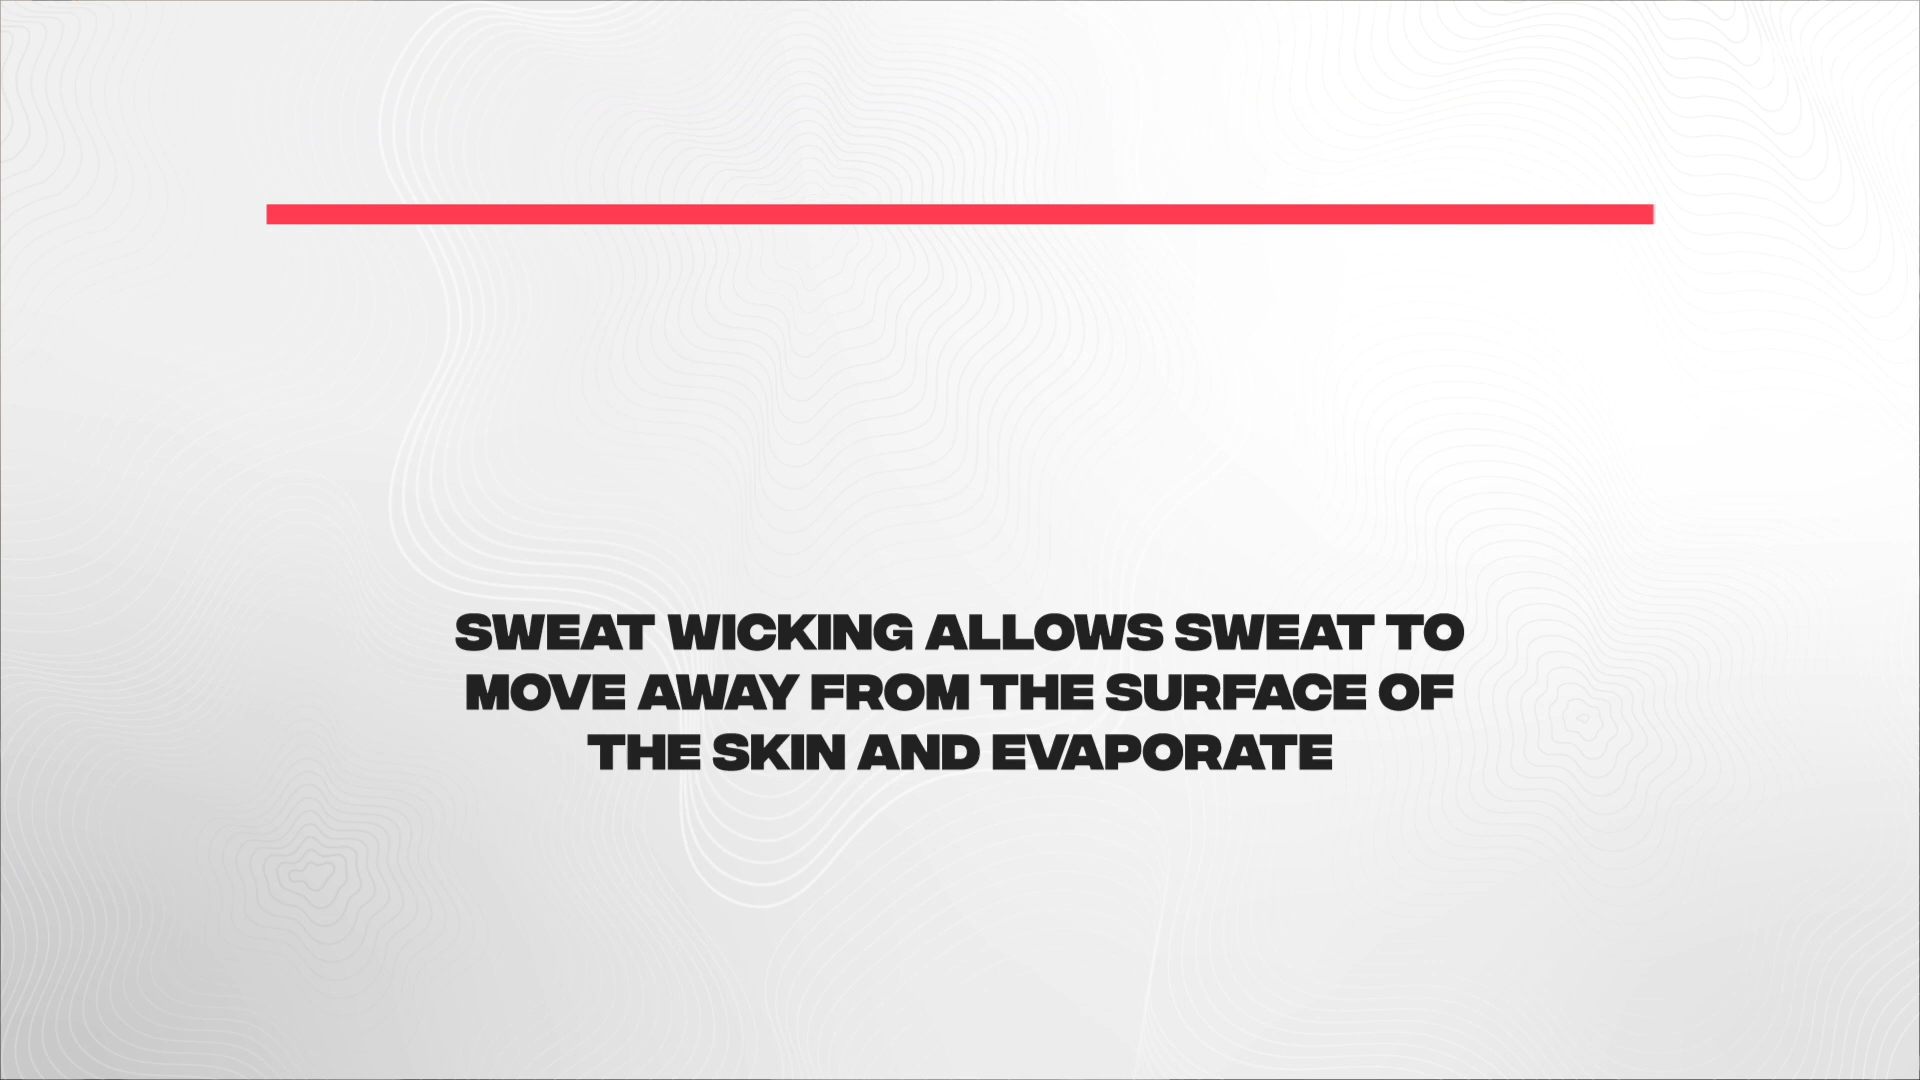 SWEAT WICKING ALLOWS SWEAT TO
MOVE AWAY FROM THE SURFACE OF
THE SKIN AND EVAPORATE